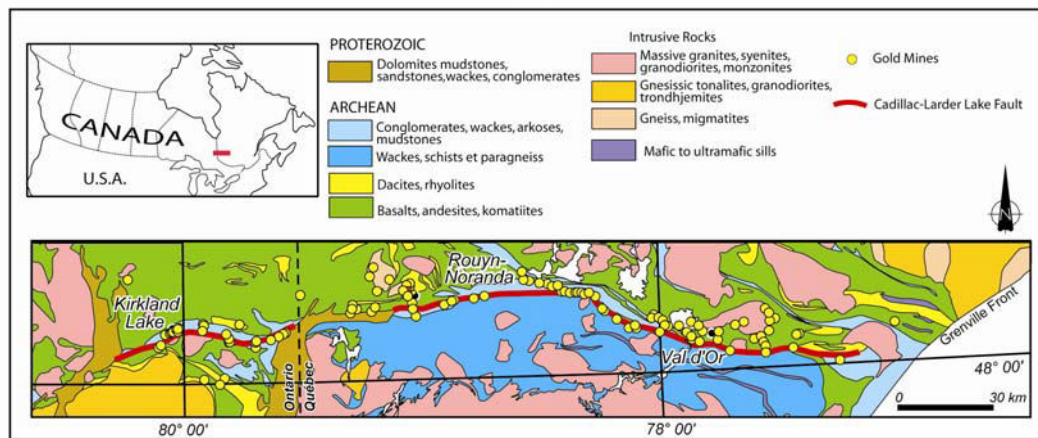 CANADA
U.S.A.
PROTEROZOIC
Dolomites mudstones,
sandstones,wackes, conglomerates
ARCHEAN
Conglomerates, wackes, arkoses,
mudstones
Wackes, schists et paragneiss
Dacites, rhyolites
Basalts, andesites, komatiites
Intrusive Rocks
Massive granites, syenites,
granodiorites, monzonites
Gneissic tonalites, granodiorites,
trondhjemites
Gneiss, migmatites
Mafic to ultramafic sills
Gold Mines
Cadillac-Larder Lake Fault
N
Kirkland
Lake
Rouyn-
Noranda
Val d'Or
Ontario
Québec
Grenville Front
48° 00'
0 30 km
80° 00'
78° 00'